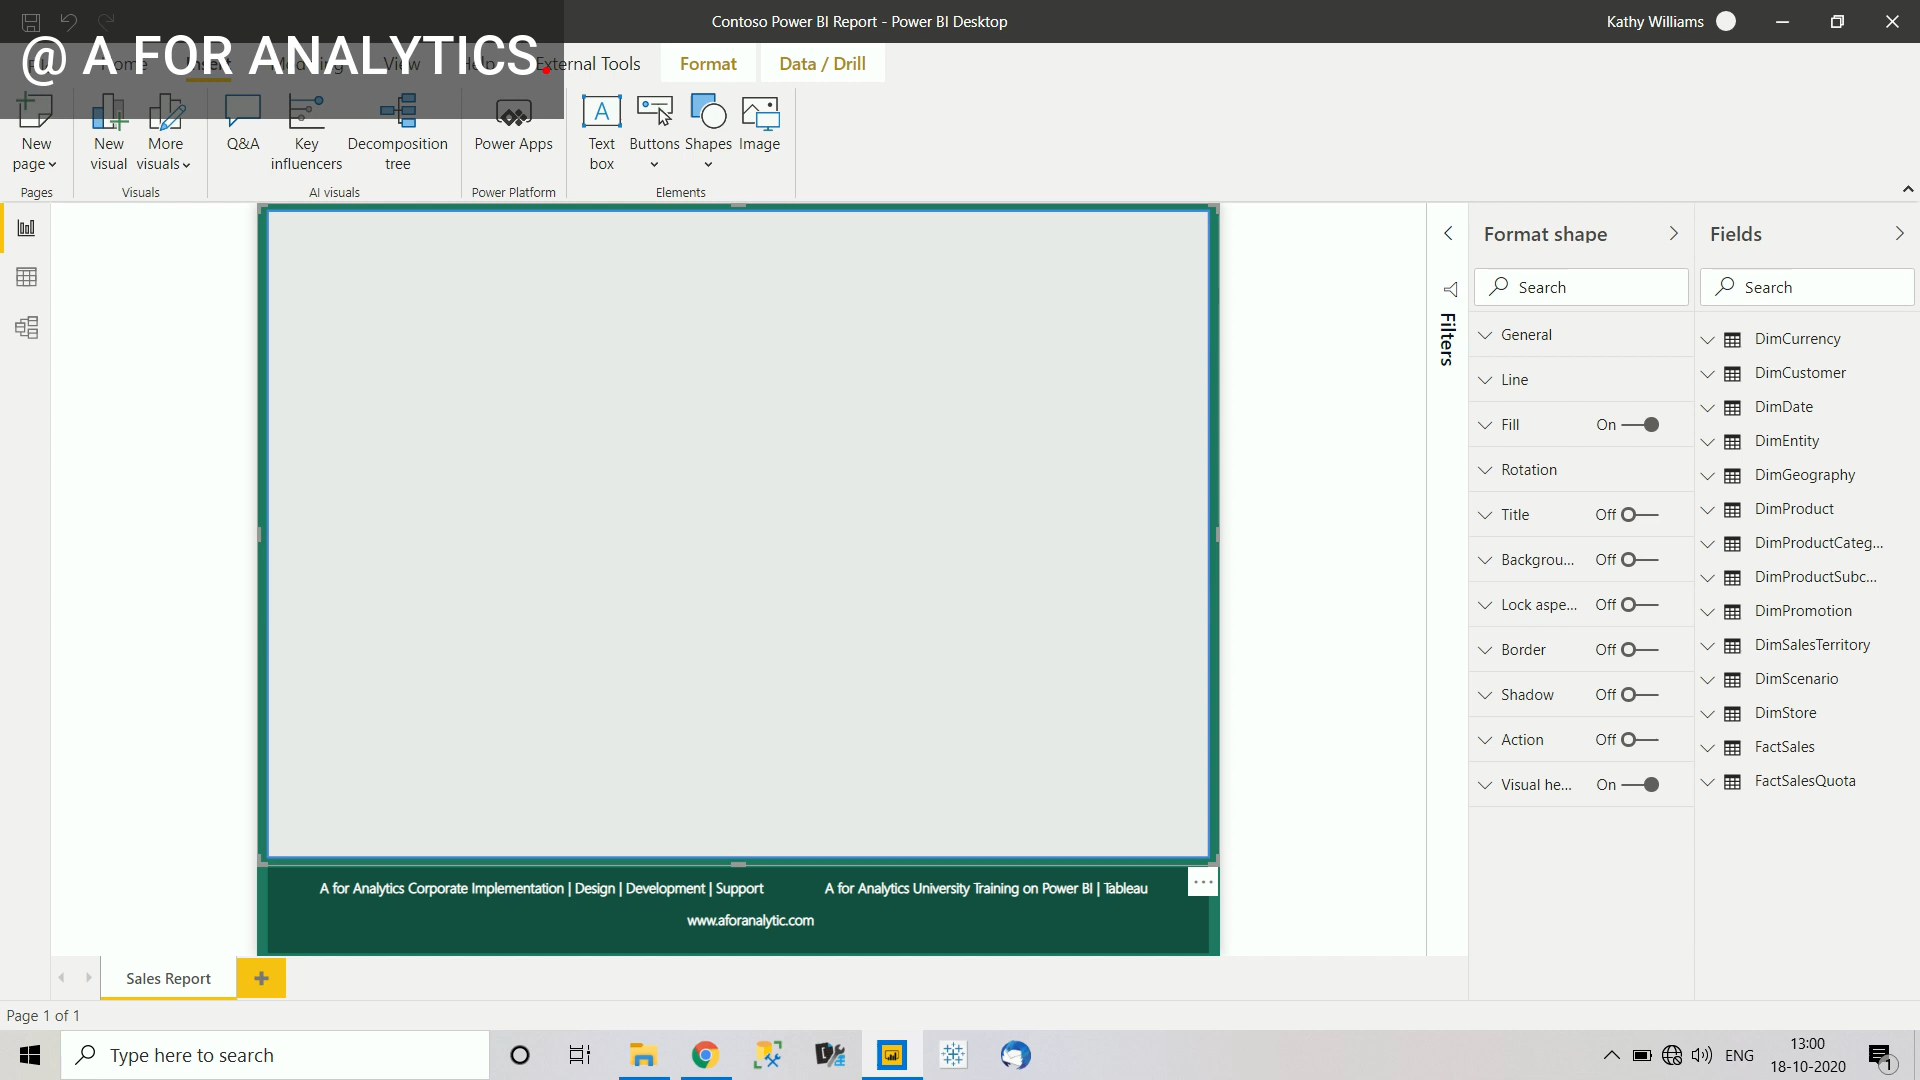 Contoso Power BI Report - Power BI Desktop
Kathy Williams
@ A FOR ANALYTICS.
Home
Insert
Modeling
View
Help
External Tools
Format
Data / Drill
New page
New visual
More visuals
Q&A
Key influencers
Decomposition tree
Power Apps
Text box
Buttons
Shapes
Image
Pages
Visuals
AI visuals
Power Platform
Elements
Filters
Format shape
Search
General
Line
Fill On
Rotation
Title Off
Backgrou... Off
Lock aspe... Off
Border Off
Shadow Off
Action Off
Visual he... On
Fields
Search
DimCurrency
DimCustomer
DimDate
DimEntity
DimGeography
DimProduct
DimProductCateg...
DimProductSubc...
DimPromotion
DimSalesTerritory
DimScenario
DimStore
FactSales
FactSalesQuota
A for Analytics Corporate Implementation | Design | Development | Support
A for Analytics University Training on Power BI | Tableau
www.aforanalytic.com
Sales Report
Page 1 of 1
Type here to search
ENG
13:00
18-10-2020
1